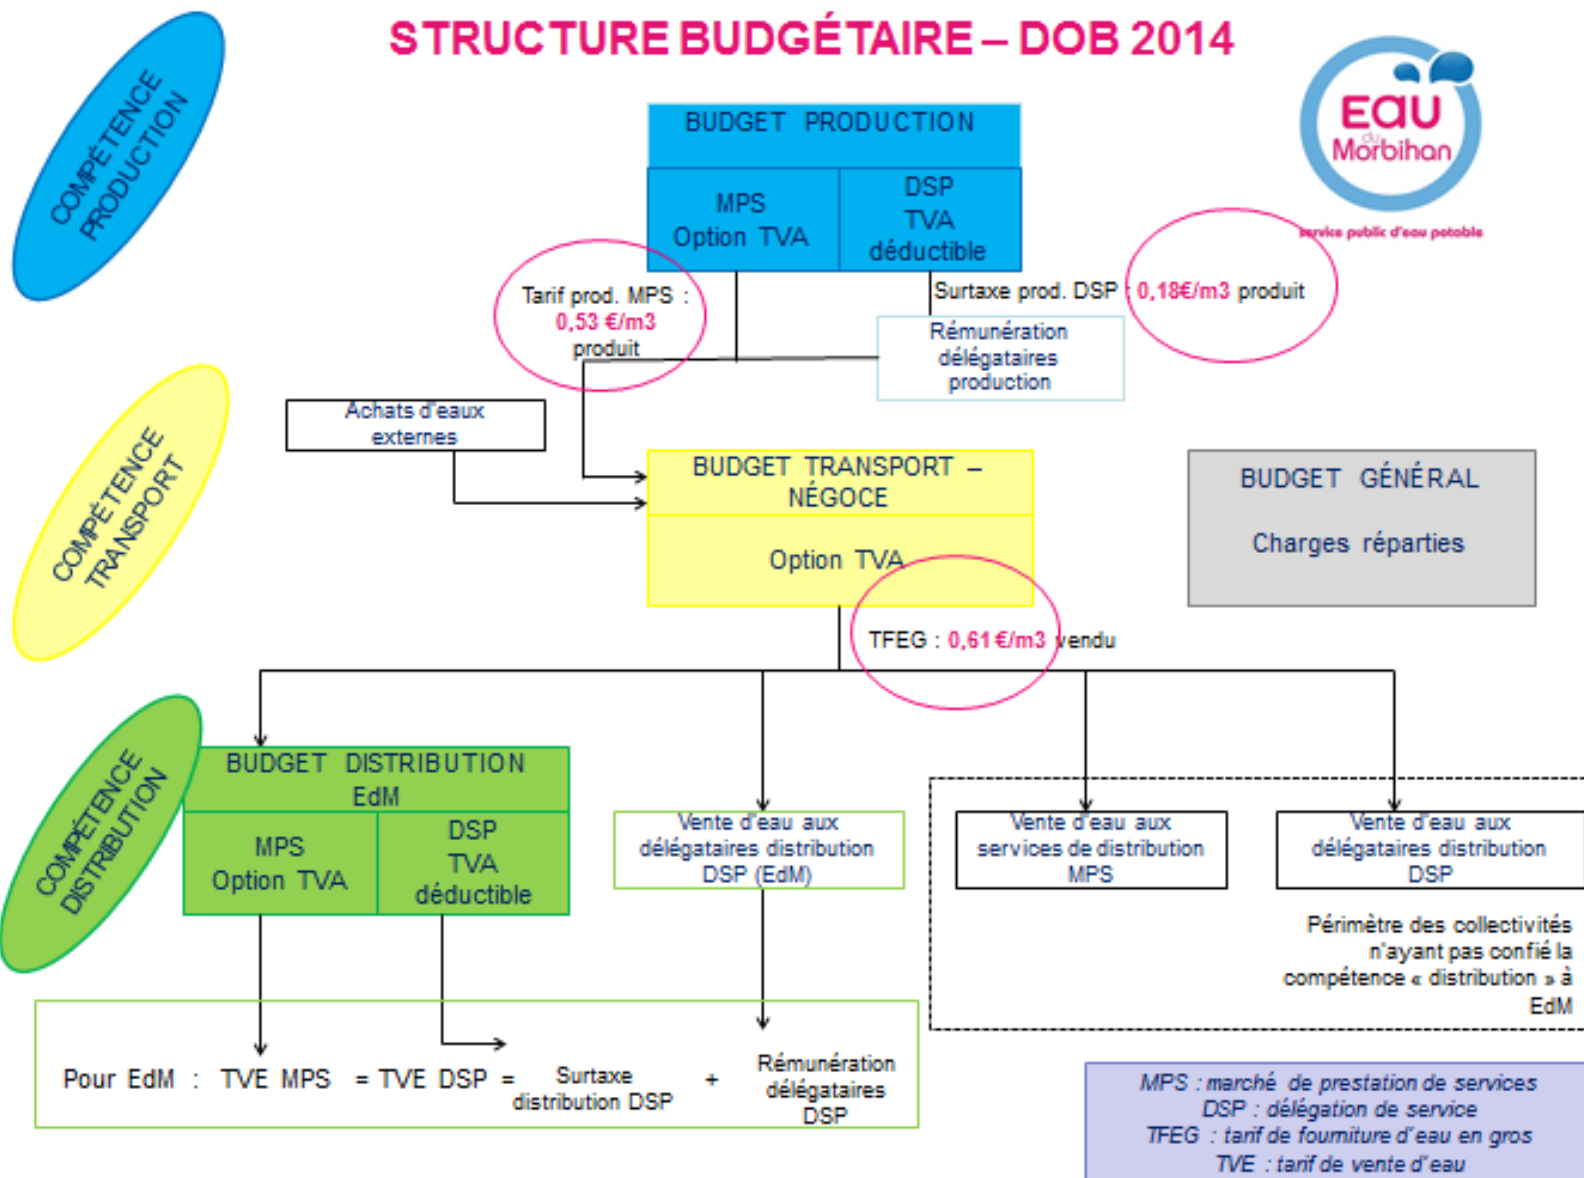 STRUCTURE BUDGÉTAIRE – DOB 2014
COMPÉTENCE
PRODUCTION
EAU
du
Morbihan
service public d'eau potable
BUDGET PRODUCTION
MPS
Option TVA
DSP
TVA
déductible
Tarif prod. MPS :
0,53 €/m3
produit
Surtaxe prod. DSP : 0,18€/m3 produit
Rémunération
délégataires
production
Achats d'eaux
externes
COMPÉTENCE
TRANSPORT
BUDGET TRANSPORT –
NÉGOCE
Option TVA
BUDGET GÉNÉRAL
Charges réparties
TFEG : 0,61 €/m3 vendu
COMPÉTENCE
DISTRIBUTION
BUDGET DISTRIBUTION
EdM
MPS
Option TVA
DSP
TVA
déductible
Vente d'eau aux
délégataires distribution
DSP (EdM)
Vente d'eau aux
services de distribution
MPS
Vente d'eau aux
délégataires distribution
DSP
Périmètre des collectivités
n'ayant pas confié la
compétence « distribution » à
EdM
Pour EdM : TVE MPS = TVE DSP =
Surtaxe
distribution DSP
+
Rémunération
délégataires
DSP
MPS : marché de prestation de services
DSP : délégation de service
TFEG : tarif de fourniture d'eau en gros
TVE : tarif de vente d'eau